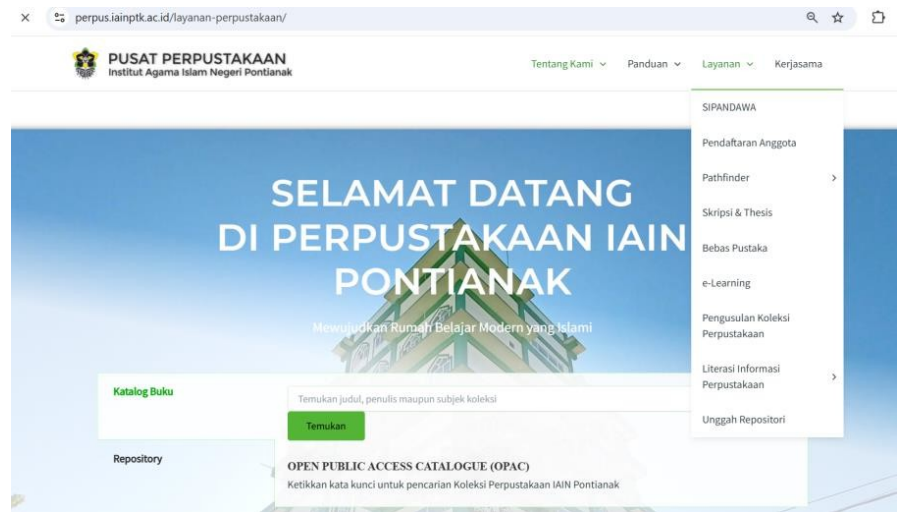 perpus.iainptk.ac.id/layanan-perpustakaan/
PUSAT PERPUSTAKAAN
Institut Agama Islam Negeri Pontianak
Tentang Kami
Panduan
Layanan
Kerjasama
SIPANDAWA
Pendaftaran Anggota
Pathfinder
Skripsi & Thesis
Bebas Pustaka
e-Learning
Pengusulan Koleksi
Perpustakaan
Literasi Informasi
Perpustakaan
Unggah Repositori
SELAMAT DATANG
DI PERPUSTAKAAN IAIN
PONTIANAK
Mewujudkan Rumah Belajar Modern yang Islami
Katalog Buku
Temukan judul, penulis maupun subjek koleksi
Temukan
Repository
OPEN PUBLIC ACCESS CATALOGUE (OPAC)
Ketikkan kata kunci untuk pencarian Koleksi Perpustakaan IAIN Pontianak